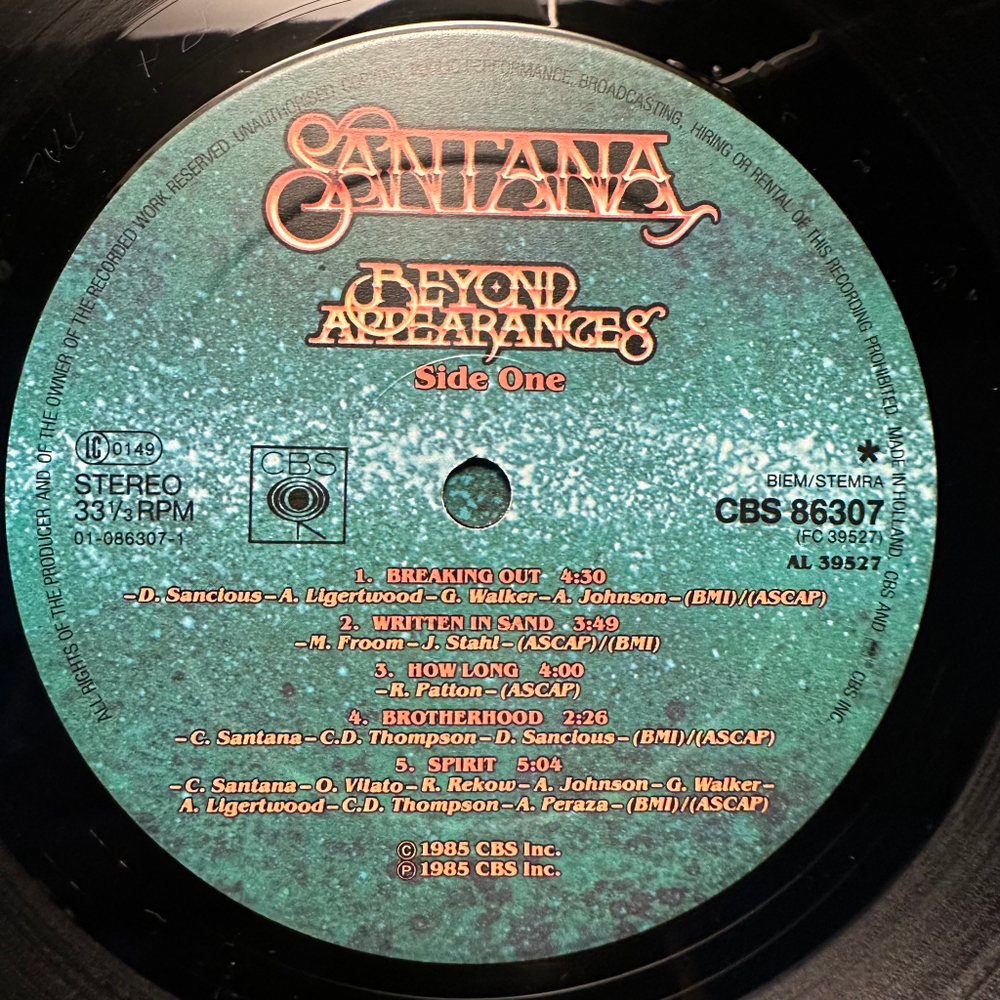 ALL RIGHTS OF THE PRODUCER AND OF THE OWNER OF THE RECORDED WORK RESERVED. UNAUTHORISED COPYING, PUBLIC PERFORMANCE, BROADCASTING, HIRING OR RENTAL OF THIS RECORDING PROHIBITED MADE IN HOLLAND CBS AND CBS INC
SANTANA
BEYOND
APPEARANCES
Side One
LC 0149
STEREO
33 1/3 RPM
01-086307-1
CBS
*
BIEM/STEMRA
CBS 86307
(FC 39527)
AL 39527
1. BREAKING OUT 4:30
–D. Sancious–A. Ligertwood–G. Walker–A. Johnson–(BMI)/(ASCAP)
2. WRITTEN IN SAND 3:49
–M. Froom–J. Stahl–(ASCAP)/(BMI)
3. HOW LONG 4:00
–R. Patton–(ASCAP)
4. BROTHERHOOD 2:26
–C. Santana–C.D. Thompson–D. Sancious–(BMI)/(ASCAP)
5. SPIRIT 5:04
–C. Santana–O. Vilato–R. Rekow–A. Johnson–G. Walker–
A. Ligertwood–C.D. Thompson–A. Peraza–(BMI)/(ASCAP)
© 1985 CBS Inc.
℗ 1985 CBS Inc.